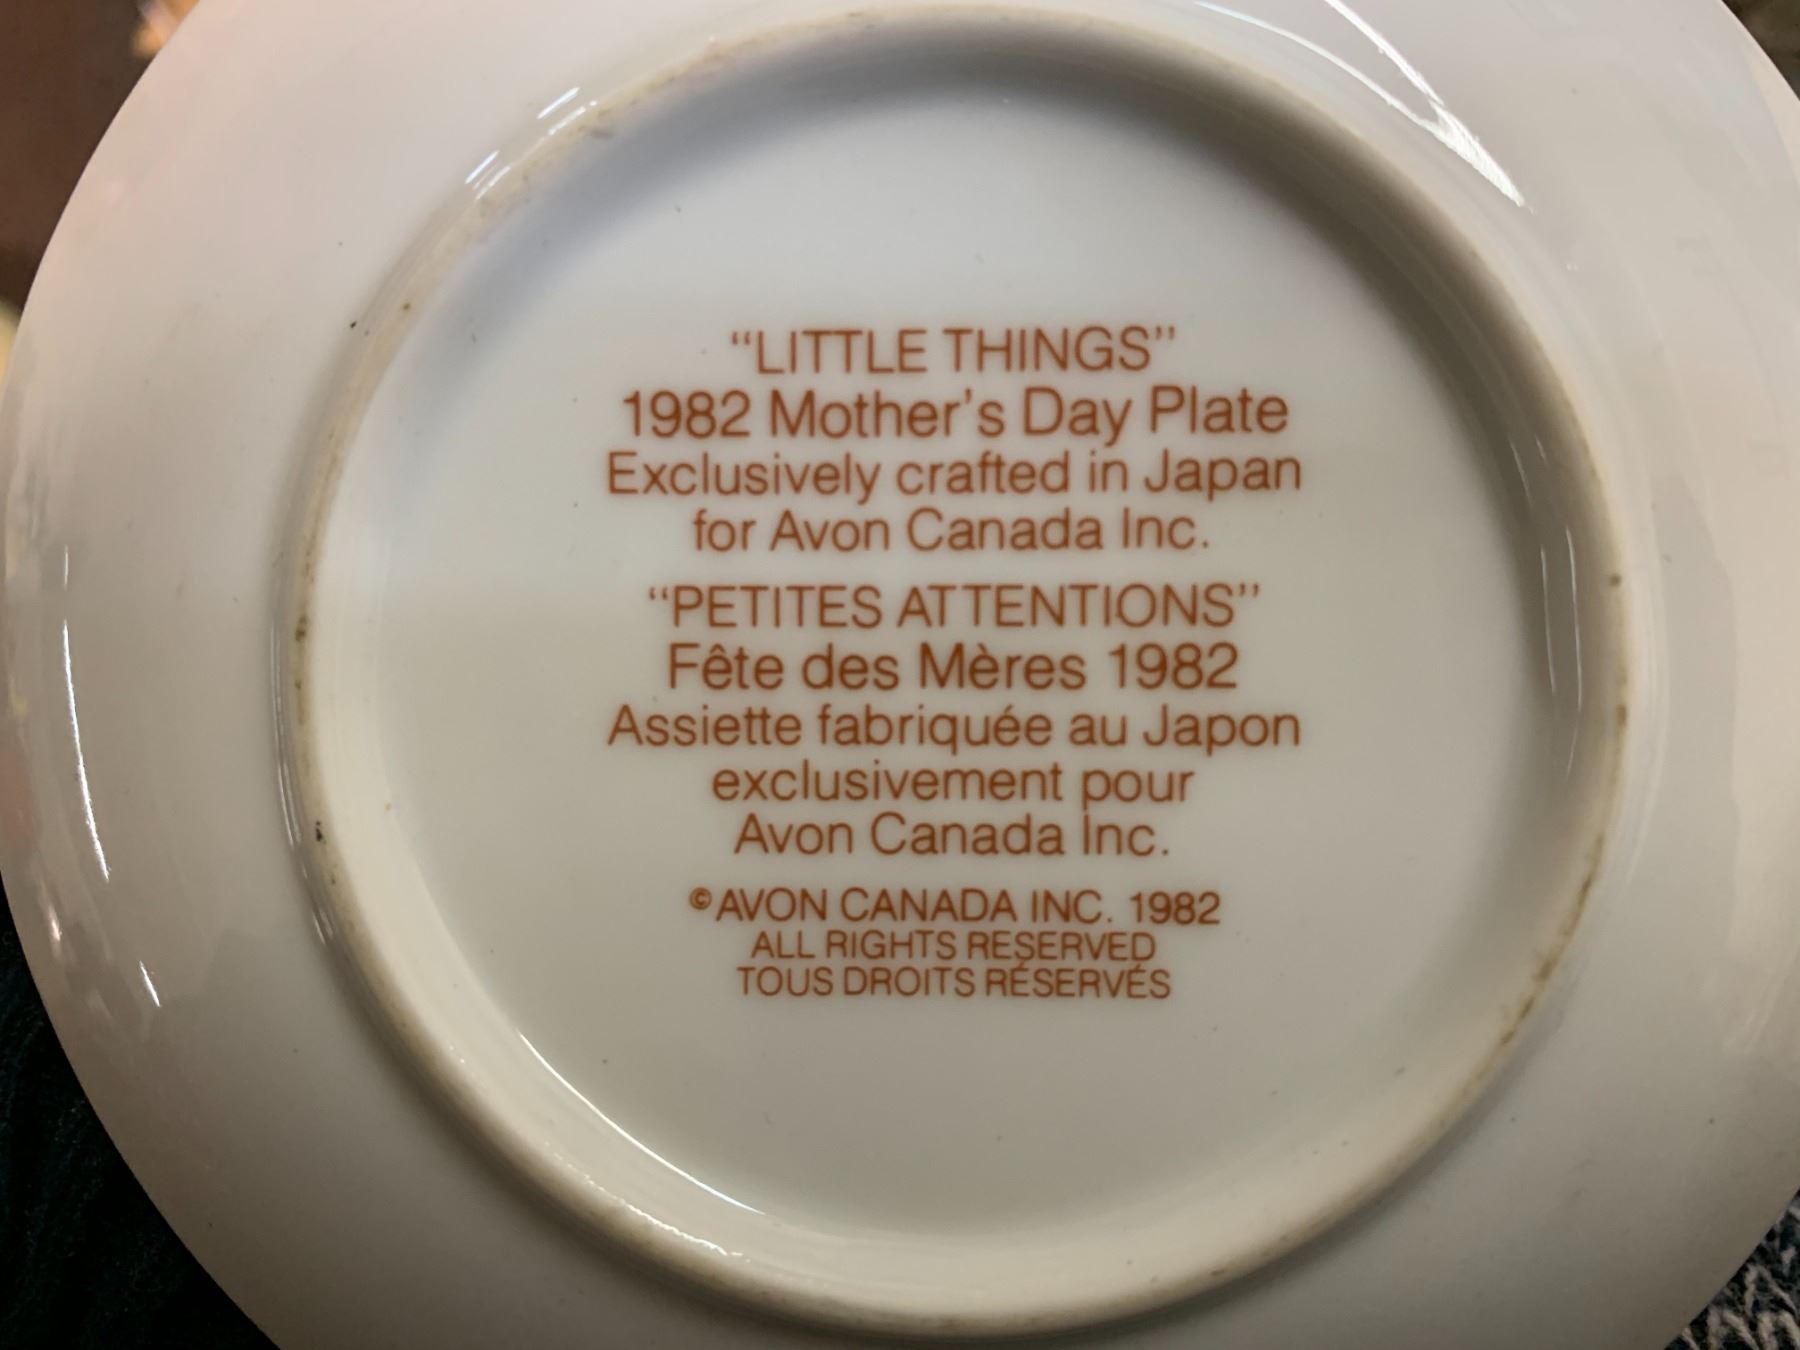 “LITTLE THINGS”
1982 Mother’s Day Plate
Exclusively crafted in Japan
for Avon Canada Inc.
“PETITES ATTENTIONS”
Fête des Mères 1982
Assiette fabriquée au Japon
exclusivement pour
Avon Canada Inc.
©AVON CANADA INC. 1982
ALL RIGHTS RESERVED
TOUS DROITS RÉSERVÉS